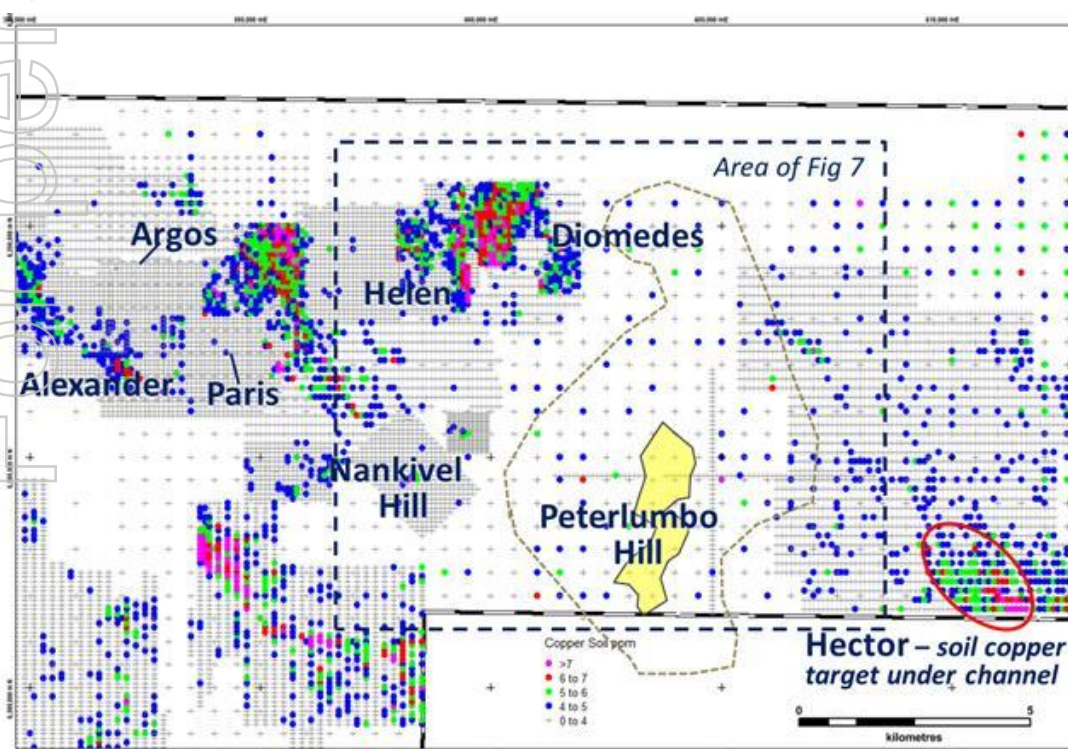 Area of Fig 7
Argos
Diomedes
Helen
Alexander
Paris
Nankivel
Hill
Peterlumbo
Hill
Hector – soil copper
target under channel
Copper Soil ppm
>7
6 to 7
5 to 6
4 to 5
0 to 4
0 5
kilometres